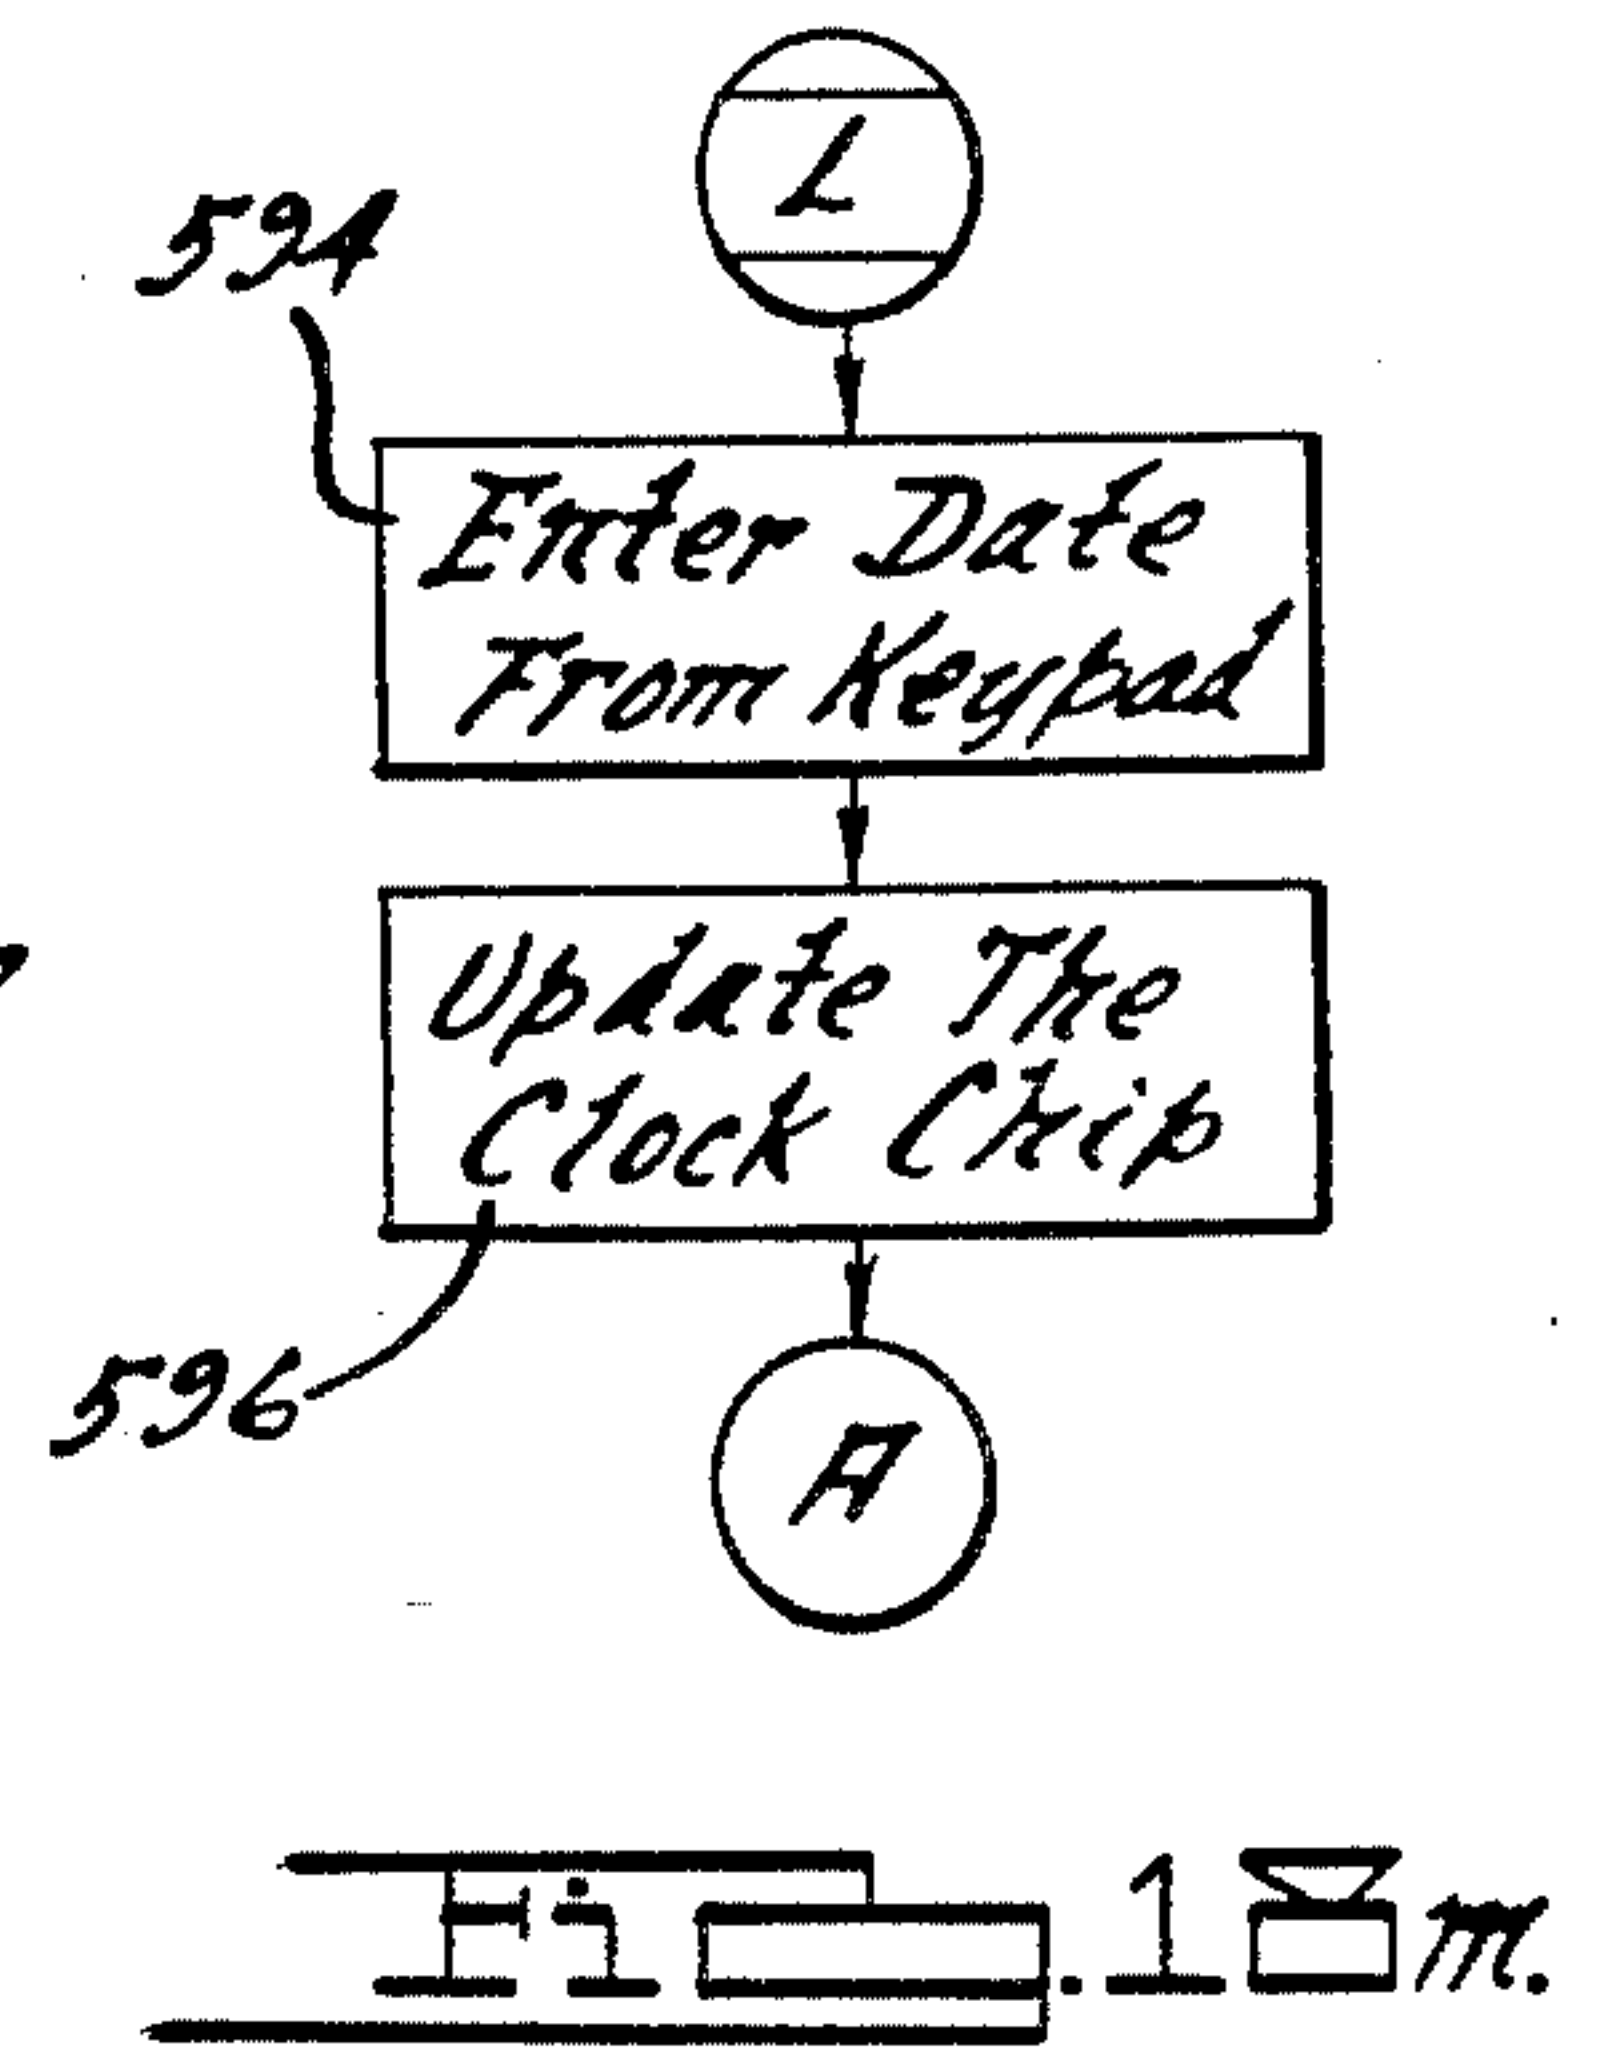 L
594
Enter Date
From Keypad
Update The
Clock Chip
596
A
Fig.18m.